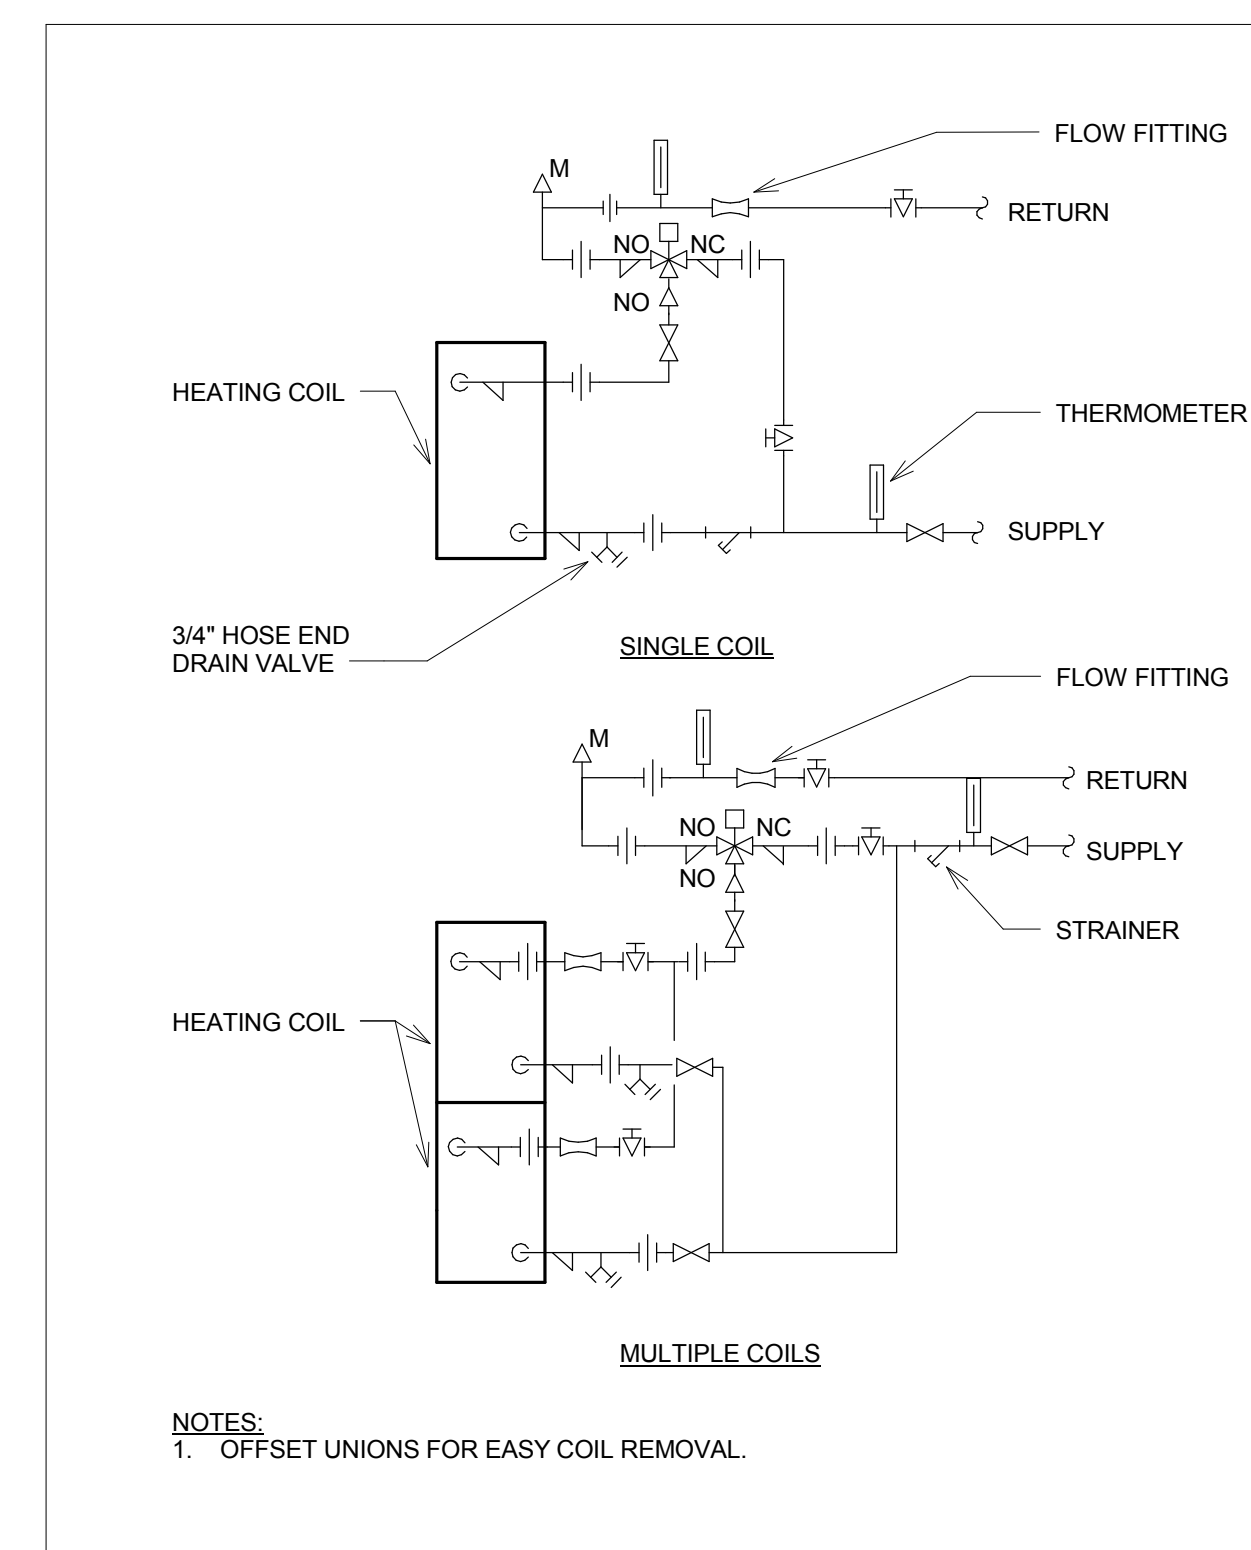 FLOW FITTING
M
RETURN
NO
NC
NO
HEATING COIL
THERMOMETER
SUPPLY
3/4" HOSE END
DRAIN VALVE
SINGLE COIL
FLOW FITTING
M
RETURN
NO
NC
SUPPLY
NO
STRAINER
HEATING COIL
MULTIPLE COILS
NOTES:
1. OFFSET UNIONS FOR EASY COIL REMOVAL.